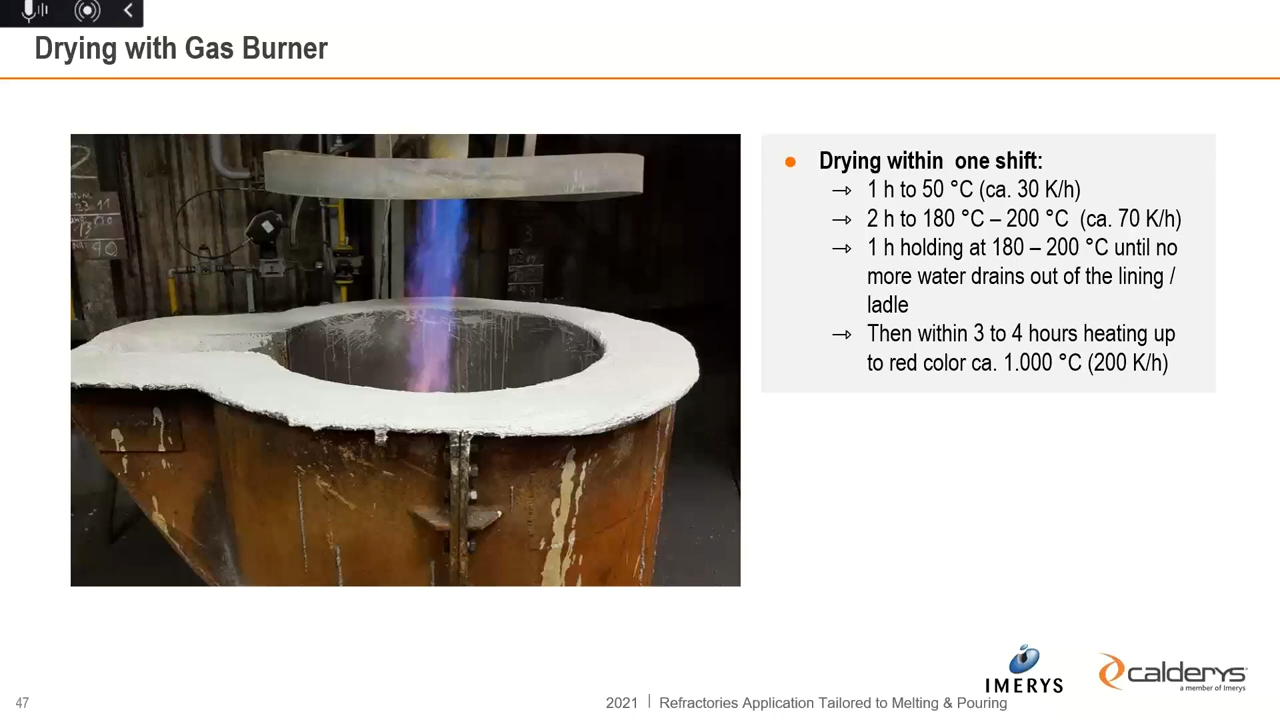 Drying with Gas Burner
Drying within one shift:
1 h to 50 °C (ca. 30 K/h)
2 h to 180 °C – 200 °C (ca. 70 K/h)
1 h holding at 180 – 200 °C until no
more water drains out of the lining /
ladle
Then within 3 to 4 hours heating up
to red color ca. 1.000 °C (200 K/h)
IMERYS
calderys
a member of Imerys
47
2021
Refractories Application Tailored to Melting & Pouring